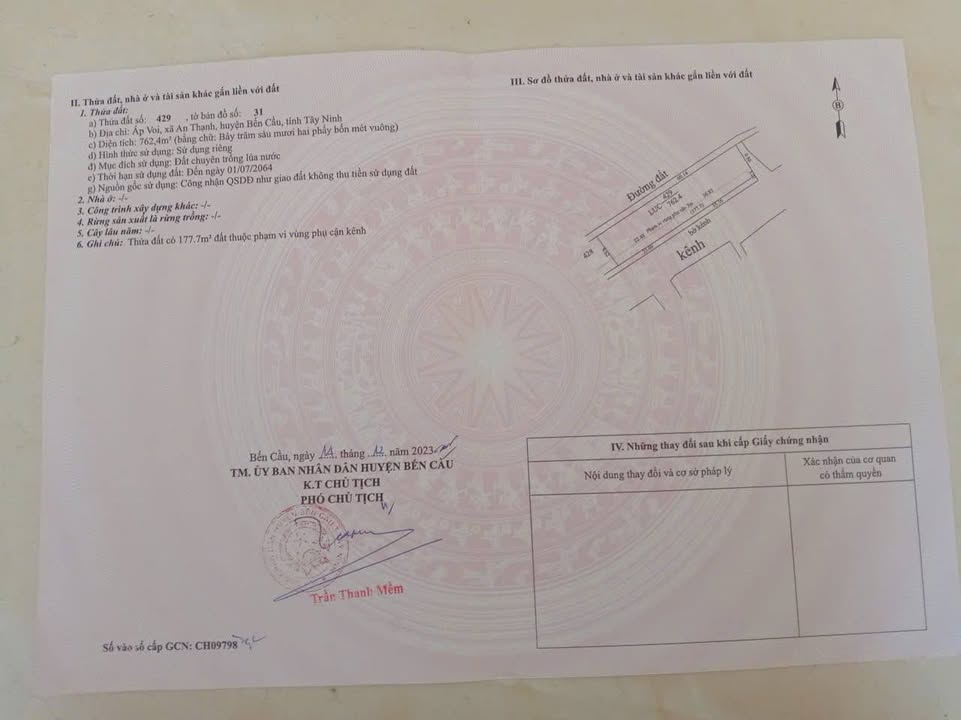 II. Thửa đất, nhà ở và tài sản khác gắn liền với đất
1. Thửa đất:
a) Thửa đất số: 429 , tờ bản đồ số: 31
b) Địa chỉ: Ấp Voi, xã An Thạnh, huyện Bến Cầu, tỉnh Tây Ninh
c) Diện tích: 762,4m² (bằng chữ: Bảy trăm sáu mươi hai phẩy bốn mét vuông)
d) Hình thức sử dụng: Sử dụng riêng
đ) Mục đích sử dụng: Đất chuyên trồng lúa nước
e) Thời hạn sử dụng đất: Đến ngày 01/07/2064
g) Nguồn gốc sử dụng: Công nhận QSDĐ như giao đất không thu tiền sử dụng đất
2. Nhà ở: -/-
3. Công trình xây dựng khác: -/-
4. Rừng sản xuất là rừng trồng: -/-
5. Cây lâu năm: -/-
6. Ghi chú: Thửa đất có 177.7m² đất thuộc phạm vi vùng phụ cận kênh
III. Sơ đồ thửa đất, nhà ở và tài sản khác gắn liền với đất
B
Đường đất
429
LUC
762.4
428
bờ kênh
kênh
Bến Cầu, ngày tháng 12 năm 2023
TM. ỦY BAN NHÂN DÂN HUYỆN BẾN CẦU
K.T CHỦ TỊCH
PHÓ CHỦ TỊCH
Trần Thanh Mềm
Số vào sổ cấp GCN: CH09798
IV. Những thay đổi sau khi cấp Giấy chứng nhận
Nội dung thay đổi và cơ sở pháp lý
Xác nhận của cơ quan
có thẩm quyền